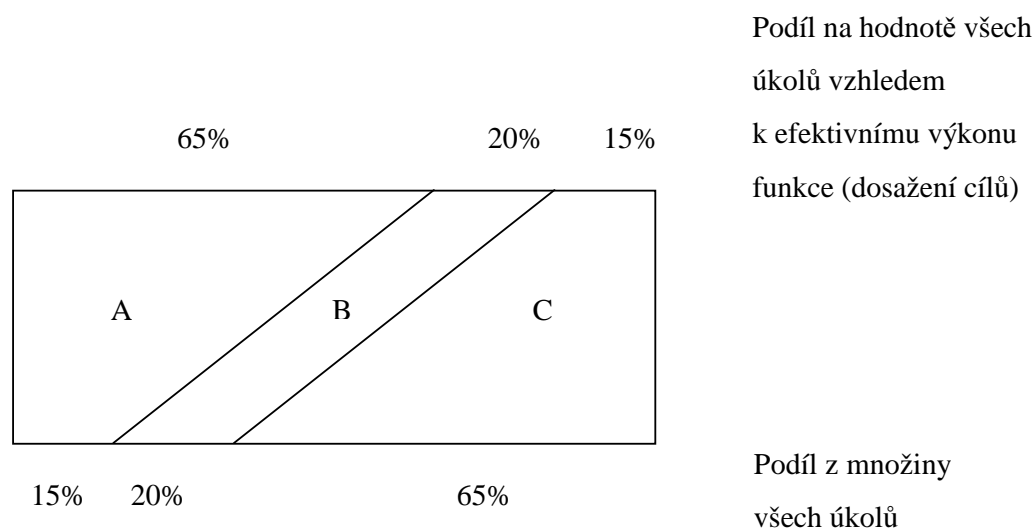 Podíl na hodnotě všech
úkolů vzhledem
k efektivnímu výkonu
funkce (dosažení cílů)
65% 20% 15%
A B C
15% 20% 65%
Podíl z množiny
všech úkolů